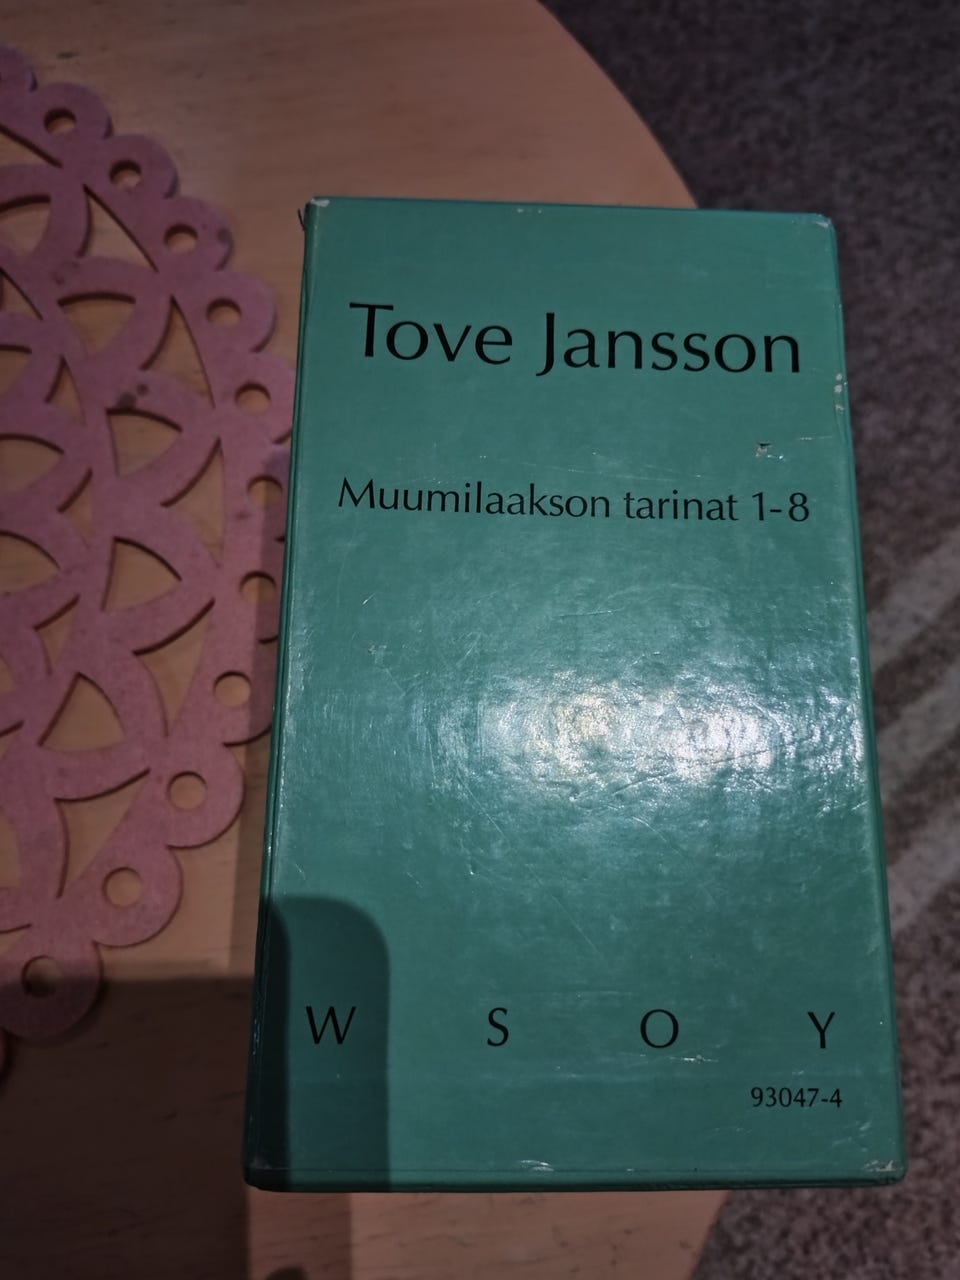 Tove Jansson
Muumilaakson tarinat 1-8
W S O Y
93047-4